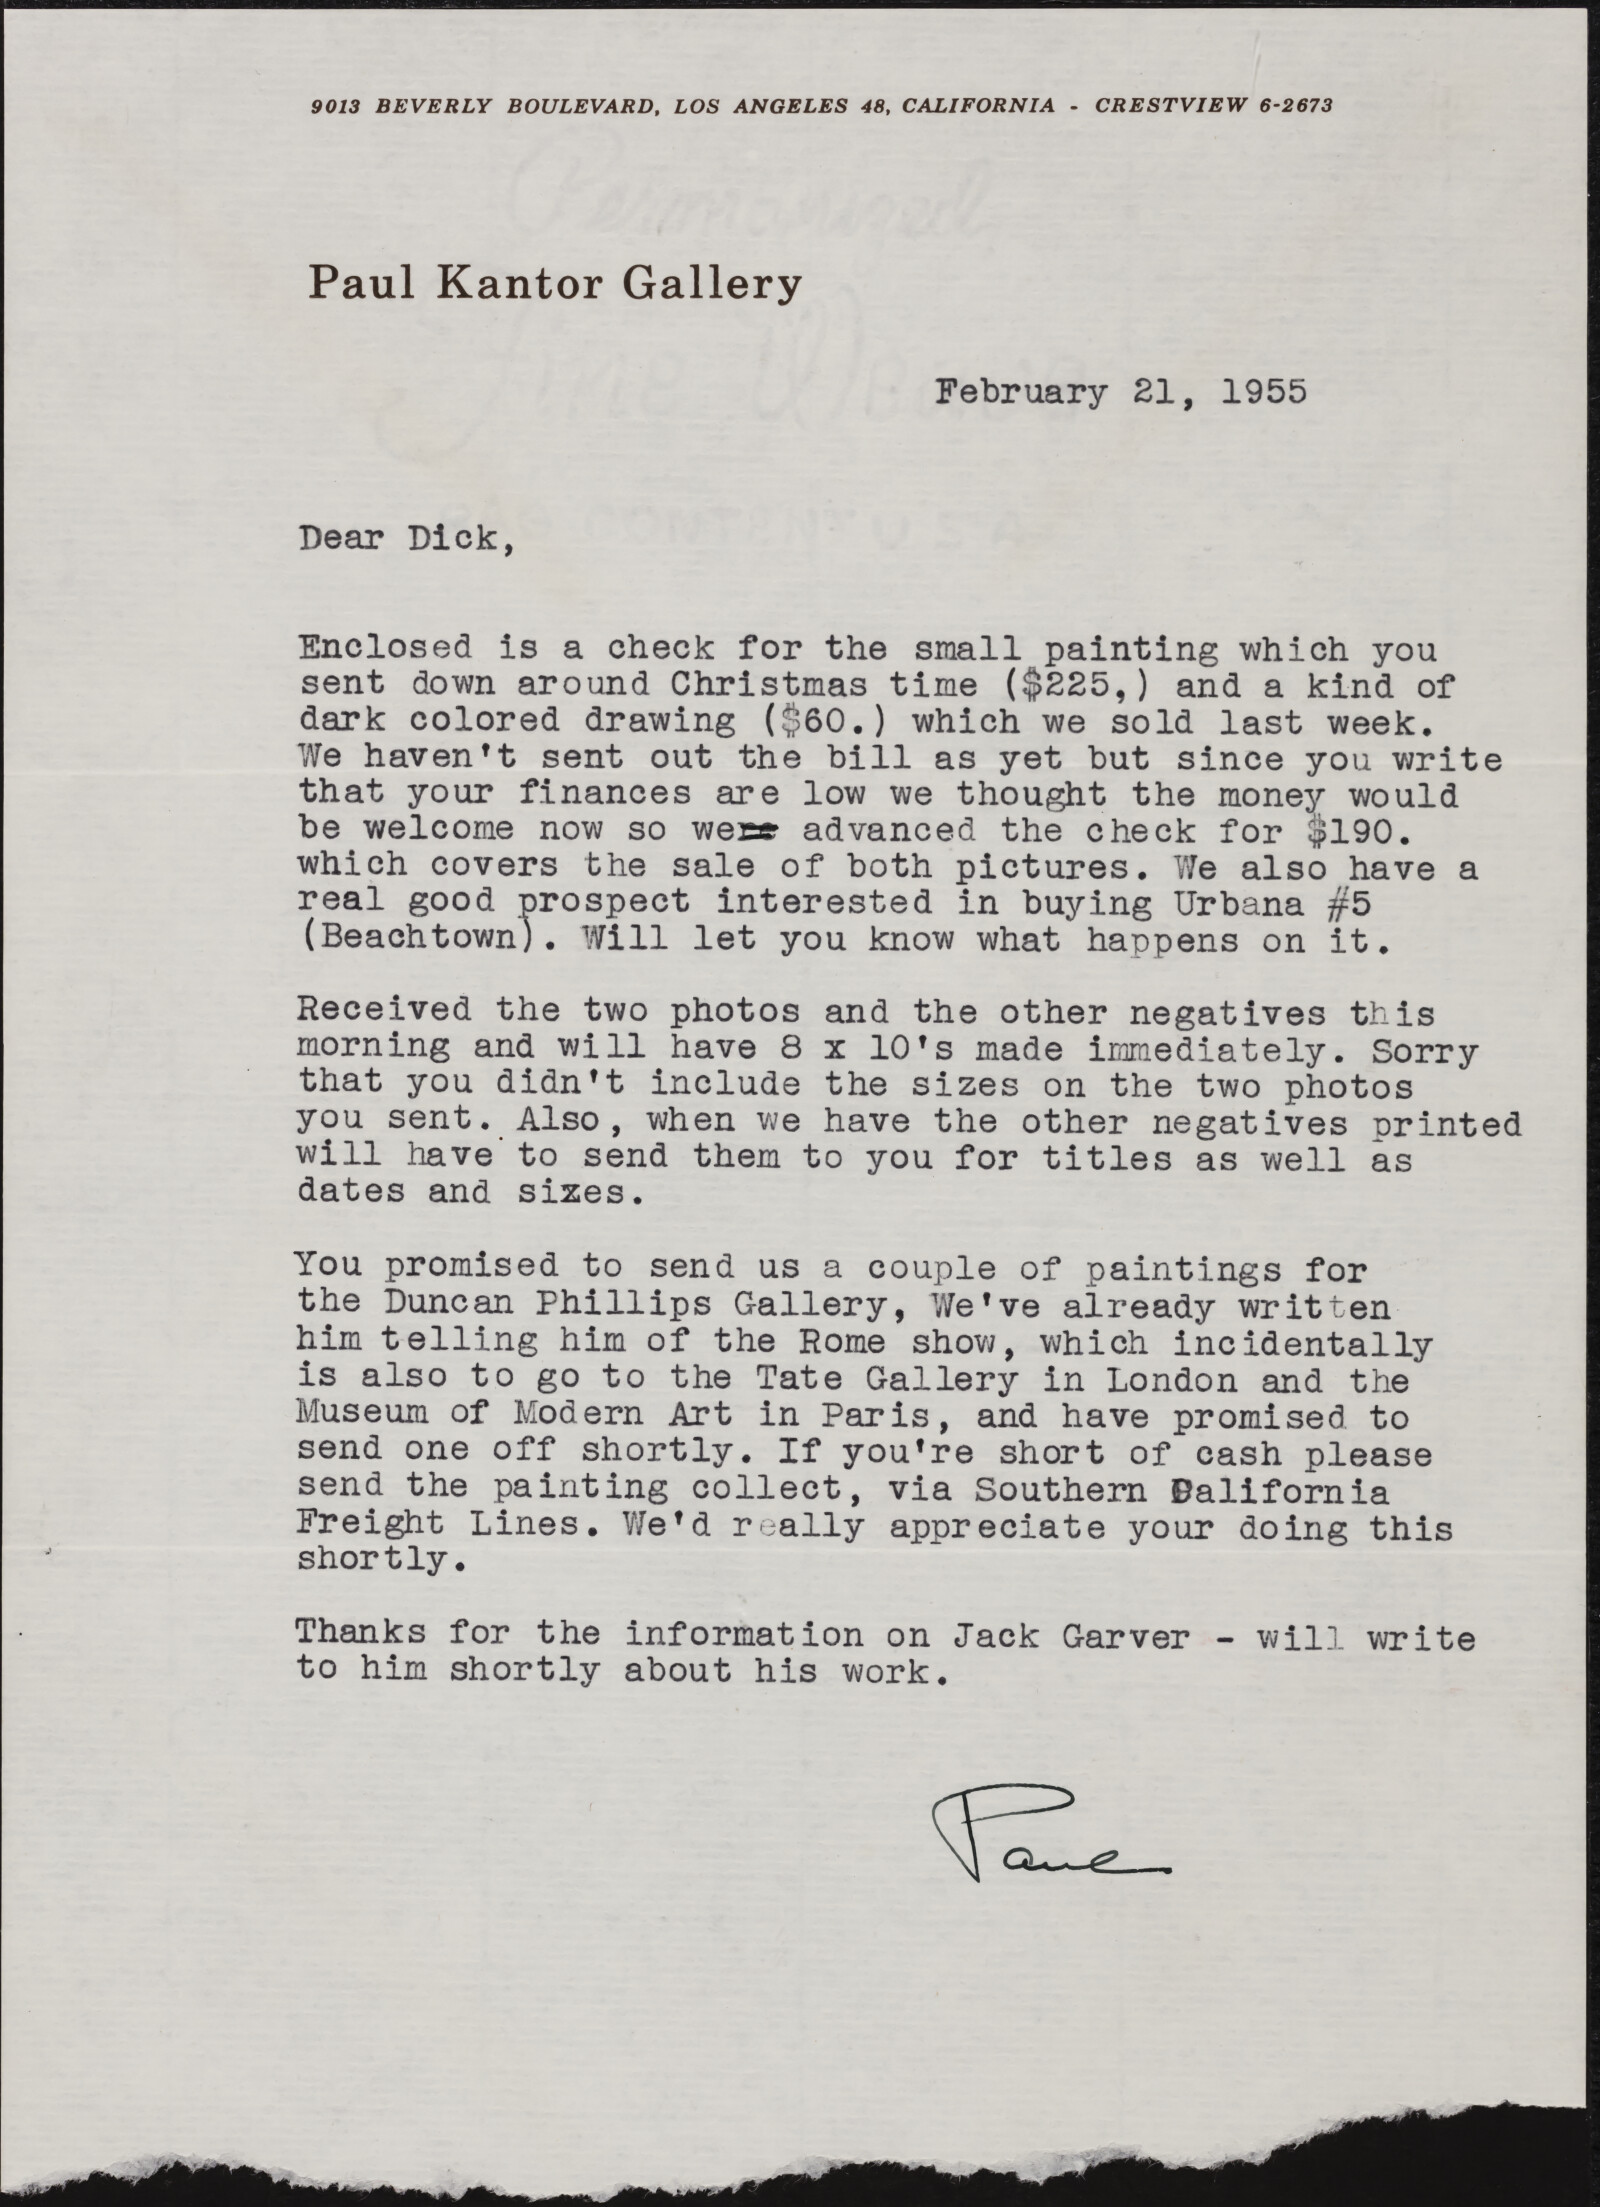 9013 BEVERLY BOULEVARD, LOS ANGELES 48, CALIFORNIA - CRESTVIEW 6-2673
Paul Kantor Gallery
February 21, 1955
Dear Dick,
Enclosed is a check for the small painting which you
sent down around Christmas time ($225,) and a kind of
dark colored drawing ($60.) which we sold last week.
We haven't sent out the bill as yet but since you write
that your finances are low we thought the money would
be welcome now so we advanced the check for $190.
which covers the sale of both pictures. We also have a
real good prospect interested in buying Urbana #5
(Beachtown). Will let you know what happens on it.
Received the two photos and the other negatives this
morning and will have 8 x 10's made immediately. Sorry
that you didn't include the sizes on the two photos
you sent. Also, when we have the other negatives printed
will have to send them to you for titles as well as
dates and sizes.
You promised to send us a couple of paintings for
the Duncan Phillips Gallery, We've already written
him telling him of the Rome show, which incidentally
is also to go to the Tate Gallery in London and the
Museum of Modern Art in Paris, and have promised to
send one off shortly. If you're short of cash please
send the painting collect, via Southern California
Freight Lines. We'd really appreciate your doing this
shortly.
Thanks for the information on Jack Garver - will write
to him shortly about his work.
Paul